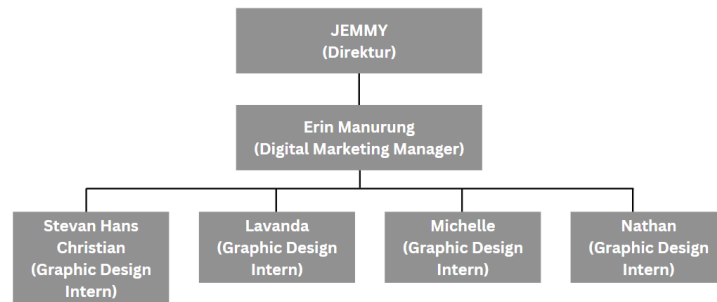 JEMMY
(Direktur)
Erin Manurung
(Digital Marketing Manager)
Stevan Hans
Christian
(Graphic Design
Intern)
Lavanda
(Graphic Design
Intern)
Michelle
(Graphic Design
Intern)
Nathan
(Graphic Design
Intern)